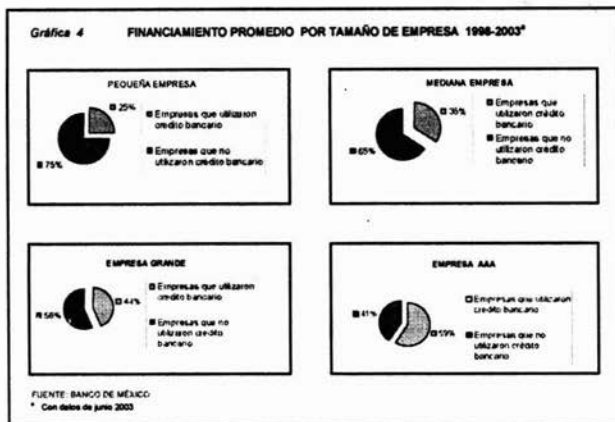 Gráfica 4 FINANCIAMIENTO PROMEDIO POR TAMAÑO DE EMPRESA 1998-2003*
PEQUEÑA EMPRESA
25%
75%
Empresas que utilizaron
credito bancario
Empresas que no
utilizaron crédito bancario
MEDIANA EMPRESA
35%
65%
Empresas que
utilizaron crédito
bancario
Empresas que no
utilizaron crédito
bancario
EMPRESA GRANDE
44%
56%
Empresas que utilizaron
credito bancario
Empresas que no
utilizaron crédito
bancario
EMPRESA AAA
41%
59%
Empresas que utilizaron
credito bancario
Empresas que no
utilizaron crédito bancario
FUENTE: BANCO DE MÉXICO
* Con datos de junio 2003